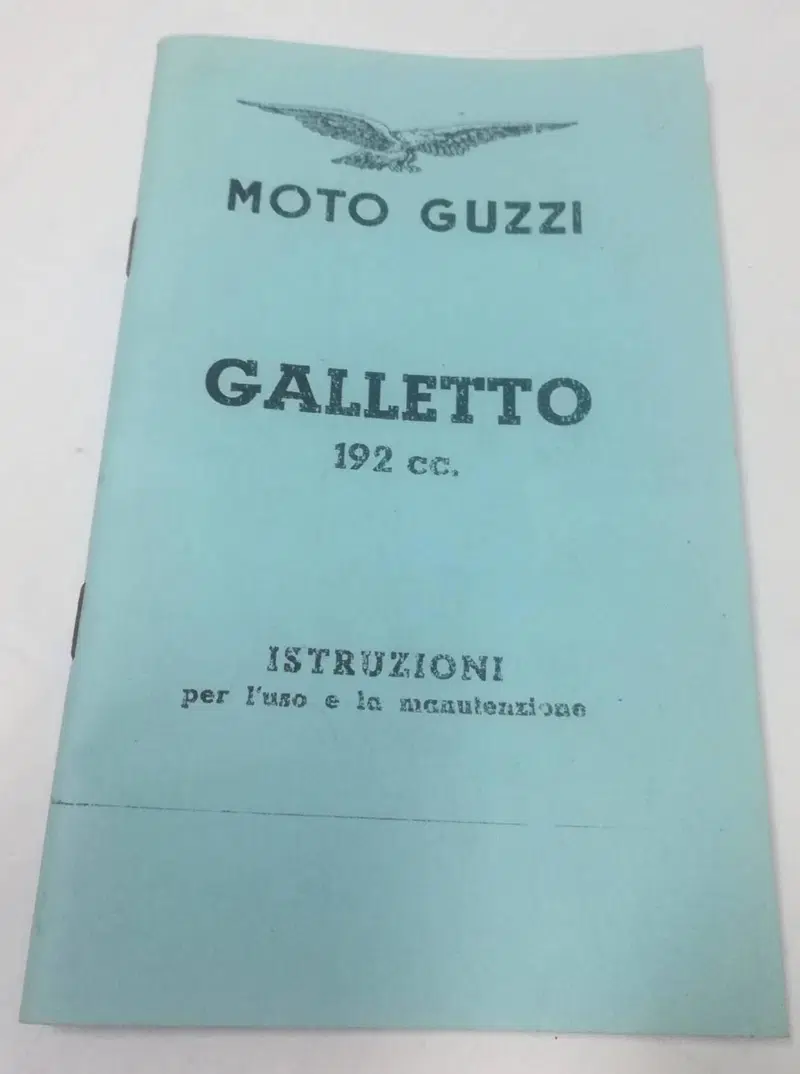 MOTO GUZZI
GALLETTO
192 cc.
ISTRUZIONI
per l'uso e la manutenzione